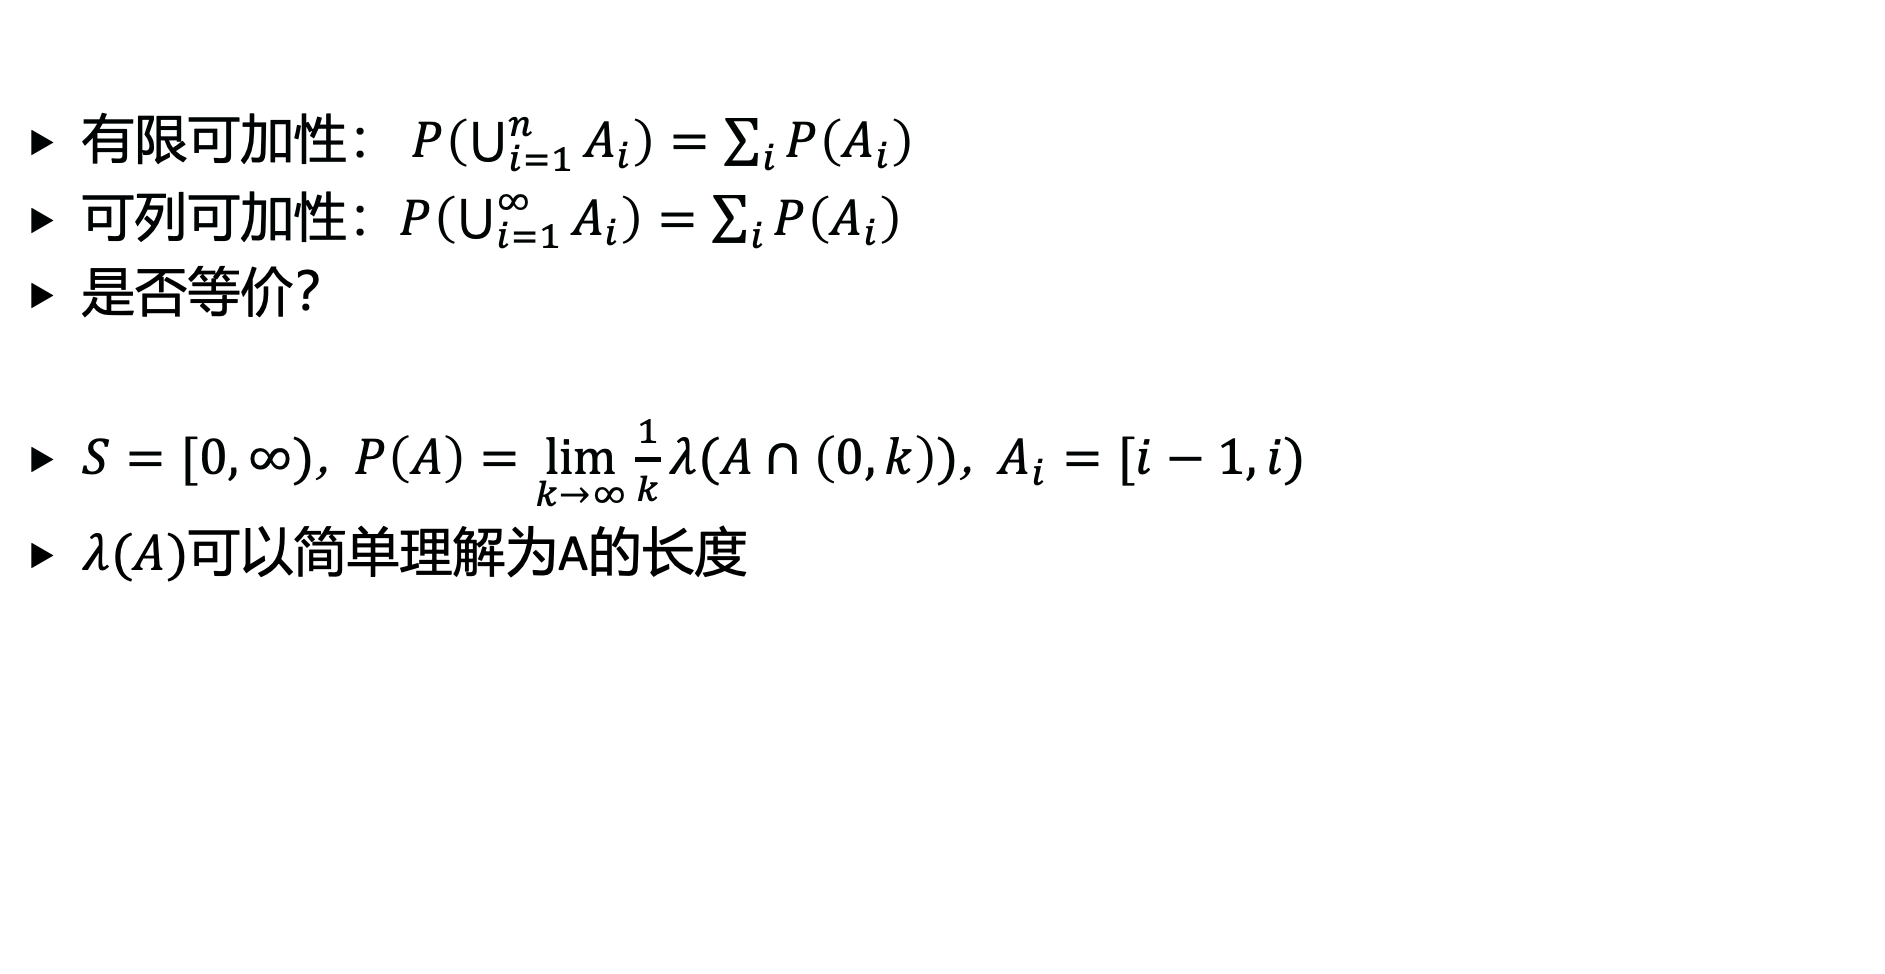 ▶ 有限可加性： P(⋃_{i=1}^{n} A_i) = ∑_i P(A_i)
▶ 可列可加性：P(⋃_{i=1}^{∞} A_i) = ∑_i P(A_i)
▶ 是否等价？
▶ S = [0, ∞)，P(A) = lim_{k→∞} \frac{1}{k} λ(A ∩ (0, k))，A_i = [i − 1, i)
▶ λ(A)可以简单理解为A的长度